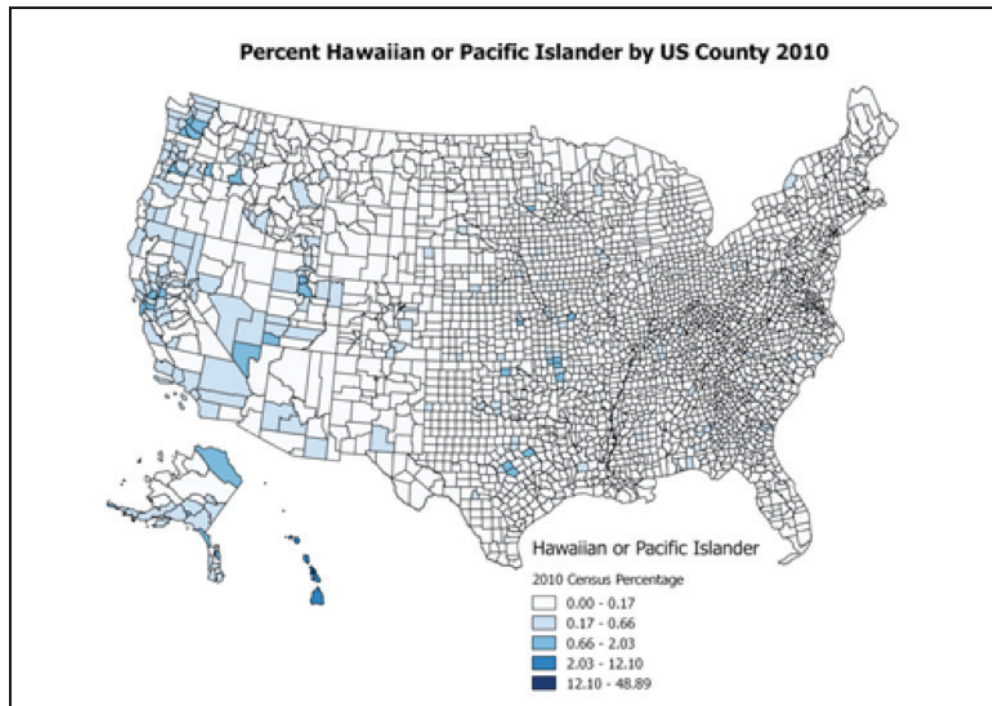 Percent Hawaiian or Pacific Islander by US County 2010
Hawaiian or Pacific Islander
2010 Census Percentage
0.00 - 0.17
0.17 - 0.66
0.66 - 2.03
2.03 - 12.10
12.10 - 48.89